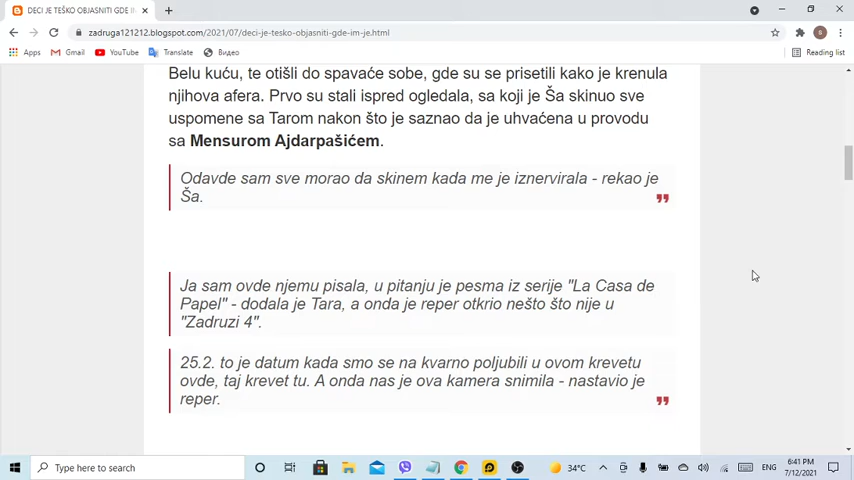 DECI JE TEŠKO OBJASNITI GDE IM
zadruga121212.blogspot.com/2021/07/deci-je-tesko-objasniti-gde-im-je.html
Apps Gmail YouTube Translate Видео Reading list
Belu kuću, te otišli do spavaće sobe, gde su se prisetili kako je krenula
njihova afera. Prvo su stali ispred ogledala, sa koji je Ša skinuo sve
uspomene sa Tarom nakon što je saznao da je uhvaćena u provodu
sa Mensurom Ajdarpašićem.
Odavde sam sve morao da skinem kada me je iznervirala - rekao je
Ša.
Ja sam ovde njemu pisala, u pitanju je pesma iz serije "La Casa de
Papel" - dodala je Tara, a onda je reper otkrio nešto što nije u
"Zadruzi 4".
25.2. to je datum kada smo se na kvarno poljubili u ovom krevetu
ovde, taj krevet tu. A onda nas je ova kamera snimila - nastavio je
reper.
Type here to search
34°C
ENG
6:41 PM
7/12/2021